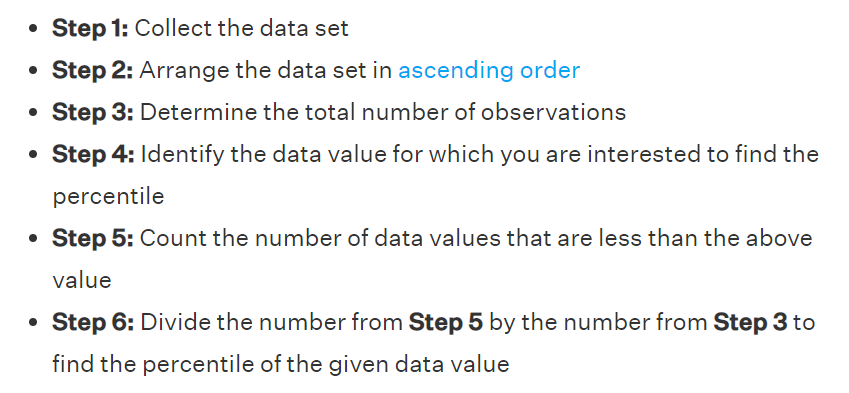 • Step 1: Collect the data set
• Step 2: Arrange the data set in ascending order
• Step 3: Determine the total number of observations
• Step 4: Identify the data value for which you are interested to find the
percentile
• Step 5: Count the number of data values that are less than the above
value
• Step 6: Divide the number from Step 5 by the number from Step 3 to
find the percentile of the given data value